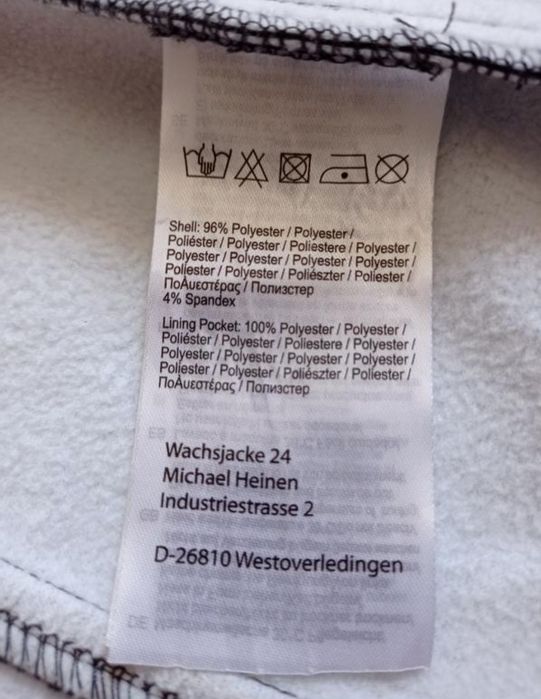 Shell: 96% Polyester / Polyester /
Poliéster / Polyester / Poliestere / Polyester /
Polyester / Polyester / Polyester / Polyester /
Poliester / Polyester / Poliészter / Poliester /
Πολυεστέρας / Полиэстер
4% Spandex
Lining Pocket: 100% Polyester / Polyester /
Poliéster / Polyester / Poliestere / Polyester /
Polyester / Polyester / Polyester / Polyester /
Poliester / Polyester / Poliészter / Poliester /
Πολυεστέρας / Полиэстер
Wachsjacke 24
Michael Heinen
Industriestrasse 2
D-26810 Westoverledingen